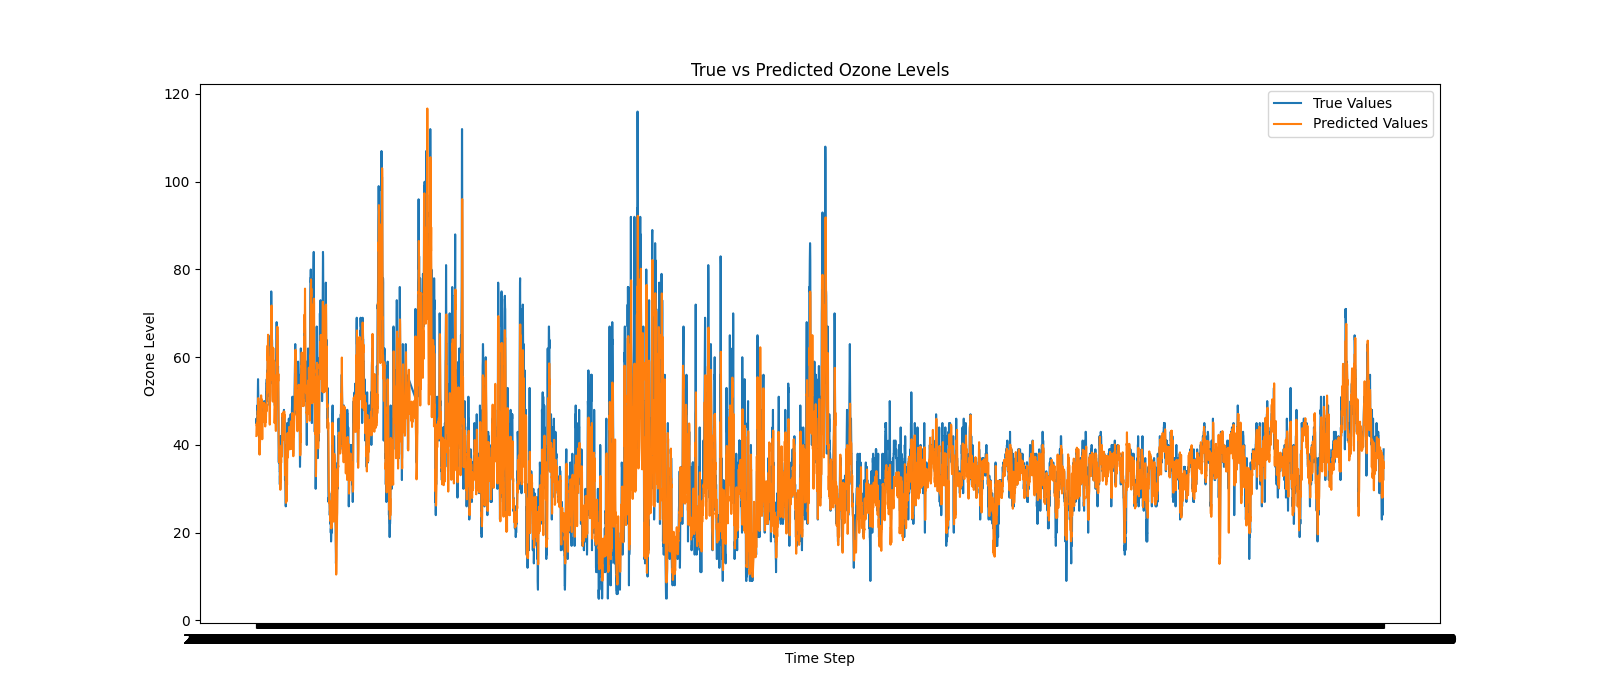 True vs Predicted Ozone Levels
True Values
Predicted Values
120
100
80
60
40
20
0
Ozone Level
Time Step